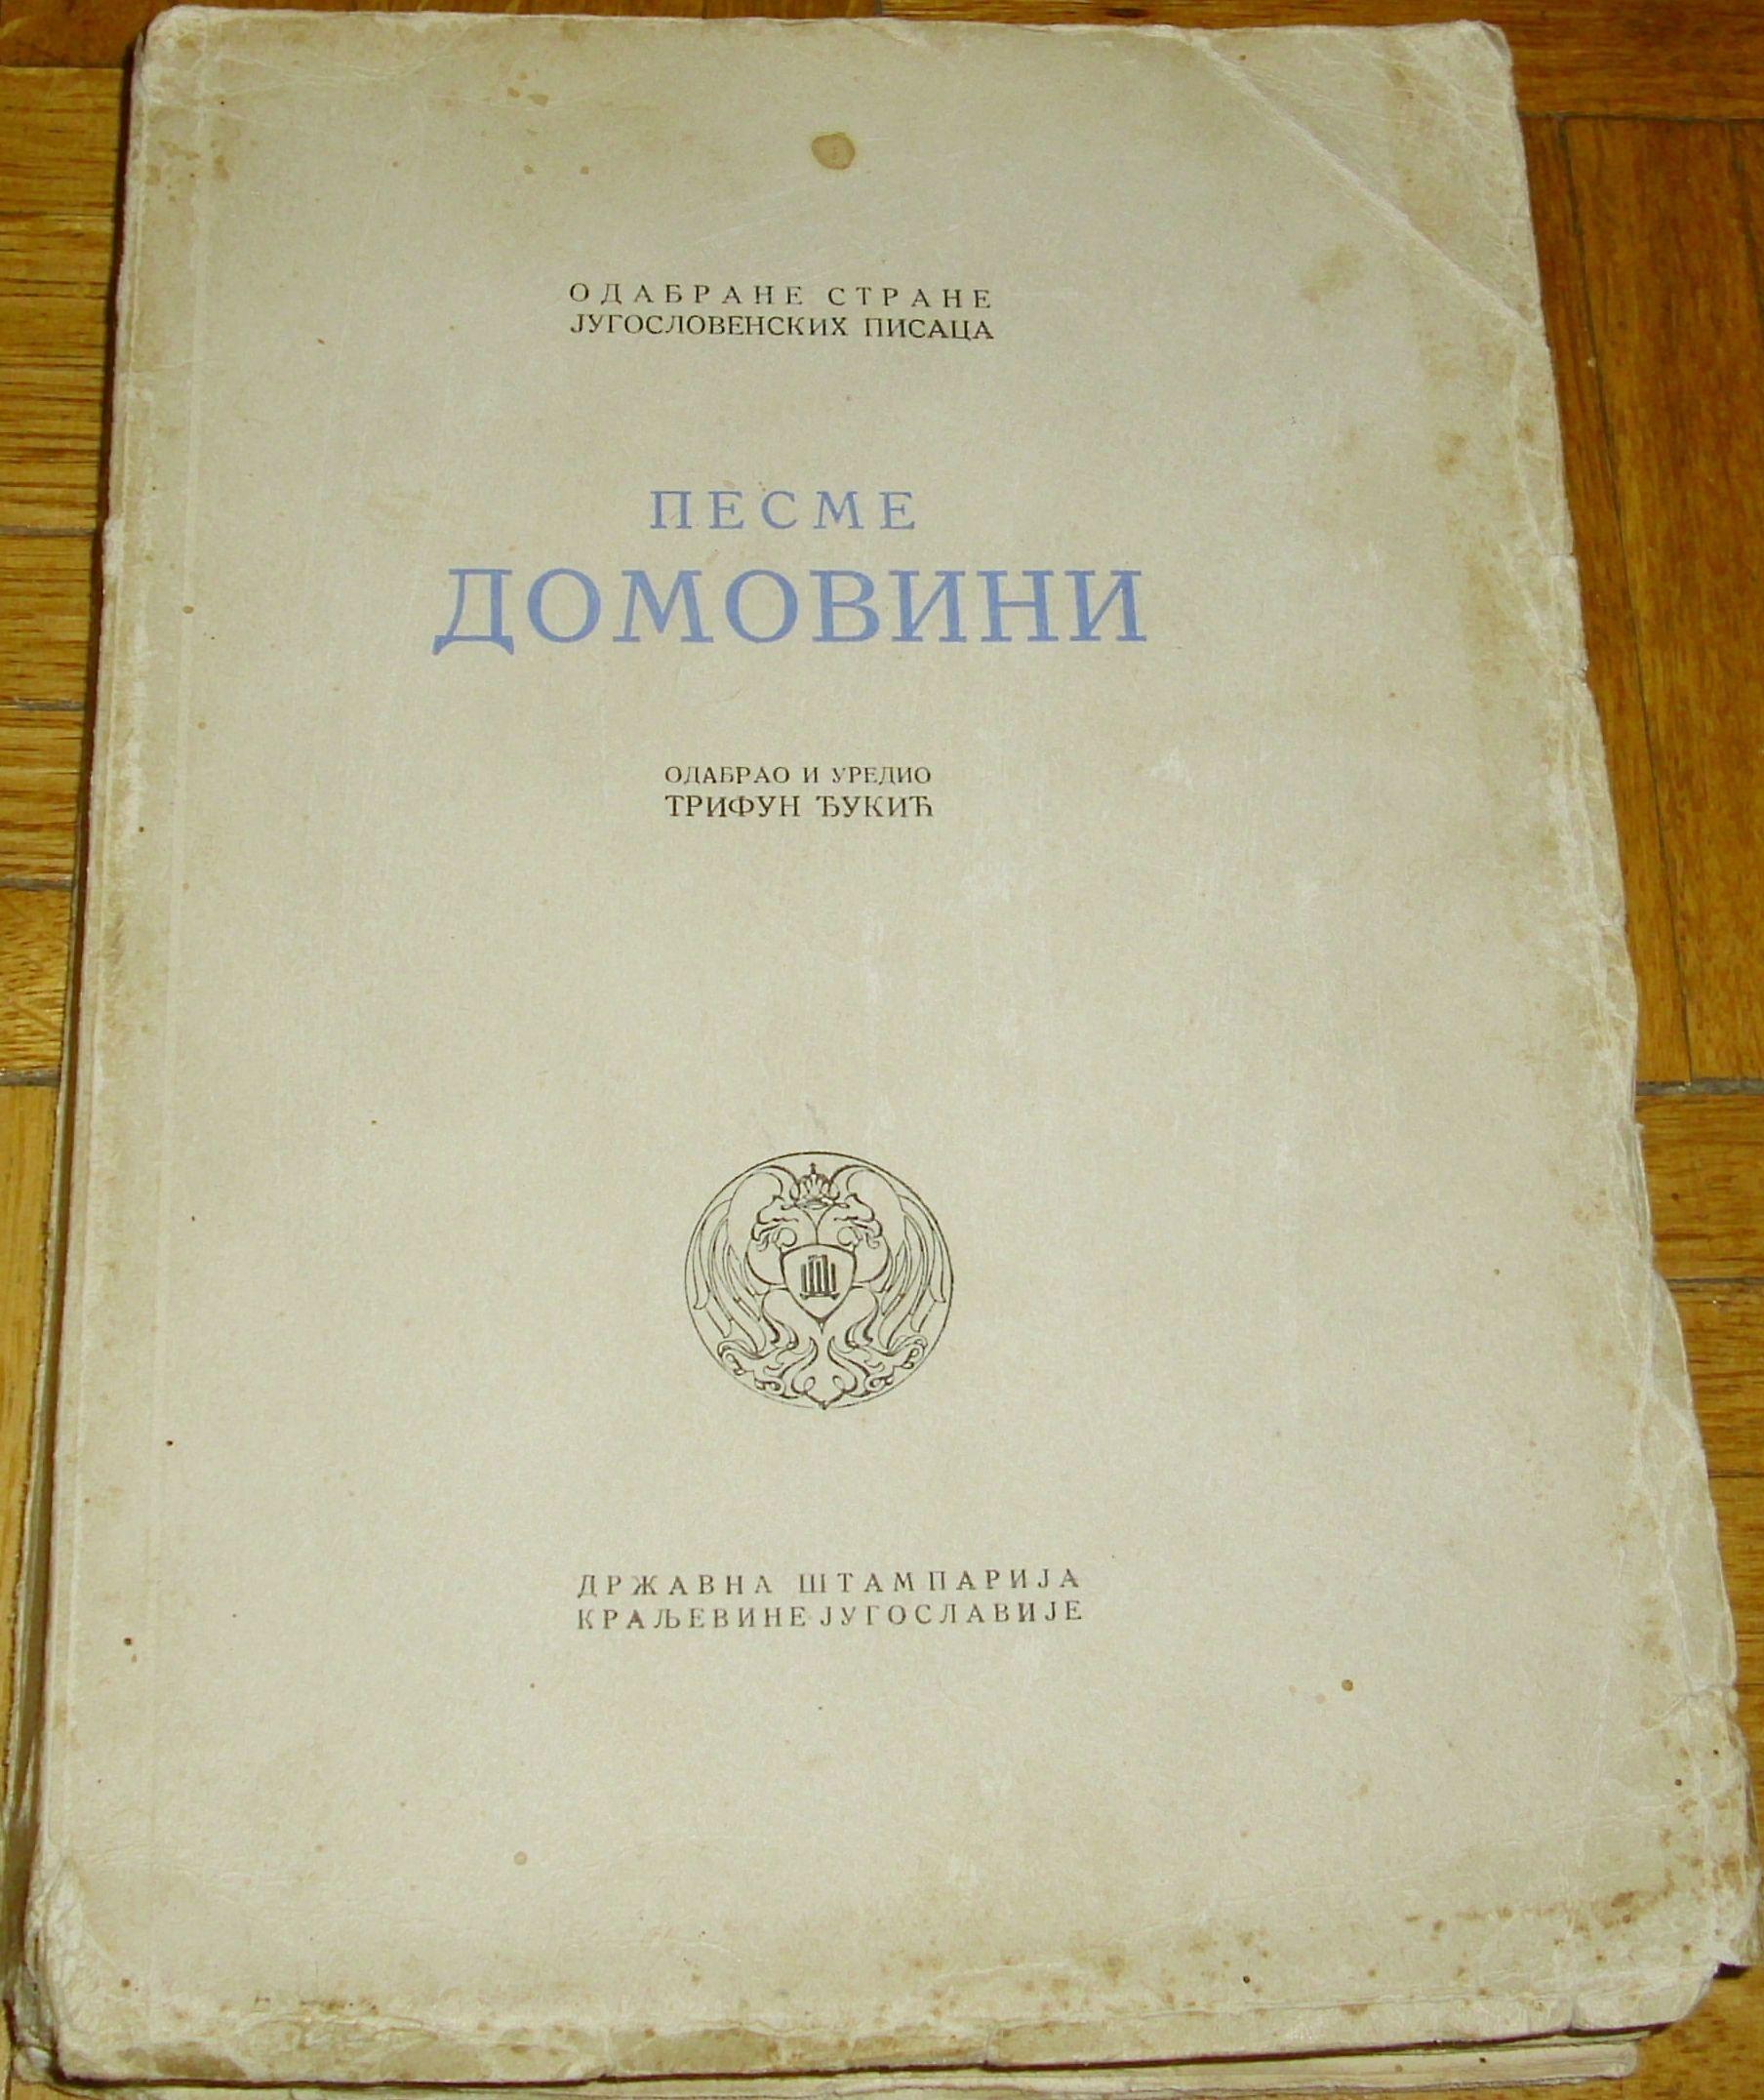 ОДАБРАНЕ СТРАНЕ
ЈУГОСЛОВЕНСКИХ ПИСАЦА
ПЕСМЕ
ДОМОВИНИ
ОДАБРАО И УРЕДИО
ТРИФУН ЂУКИЋ
ДРЖАВНА ШТАМПАРИЈА
КРАЉЕВИНЕ ЈУГОСЛАВИЈЕ